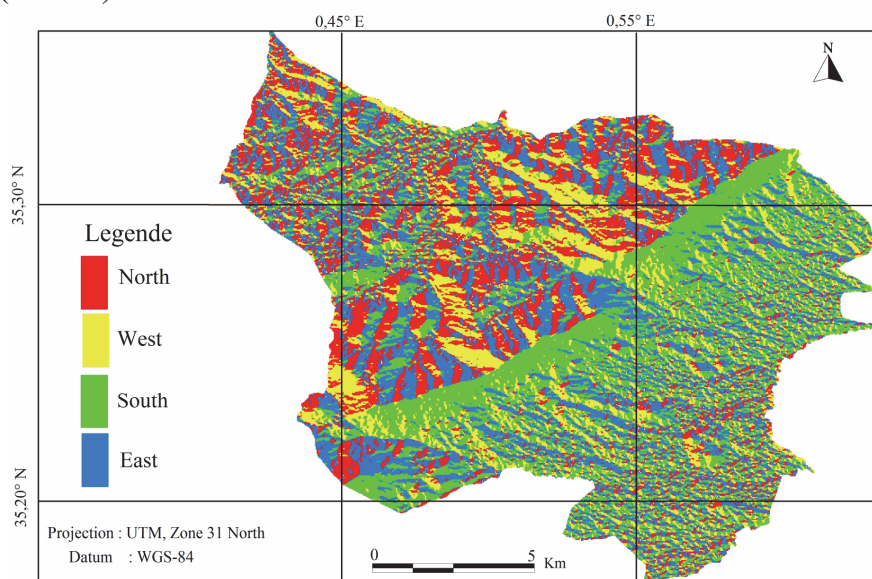 0,45° E
0,55° E
N
35,30° N
Legende
North
West
South
East
35,20° N
Projection : UTM, Zone 31 North
Datum : WGS-84
0
5
Km